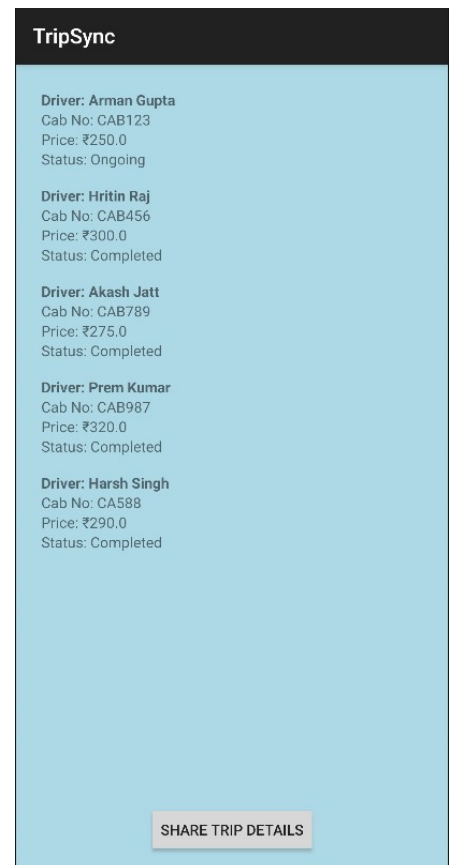 TripSync
Driver: Arman Gupta
Cab No: CAB123
Price: ₹250.0
Status: Ongoing
Driver: Hritin Raj
Cab No: CAB456
Price: ₹300.0
Status: Completed
Driver: Akash Jatt
Cab No: CAB789
Price: ₹275.0
Status: Completed
Driver: Prem Kumar
Cab No: CAB987
Price: ₹320.0
Status: Completed
Driver: Harsh Singh
Cab No: CA588
Price: ₹290.0
Status: Completed
SHARE TRIP DETAILS